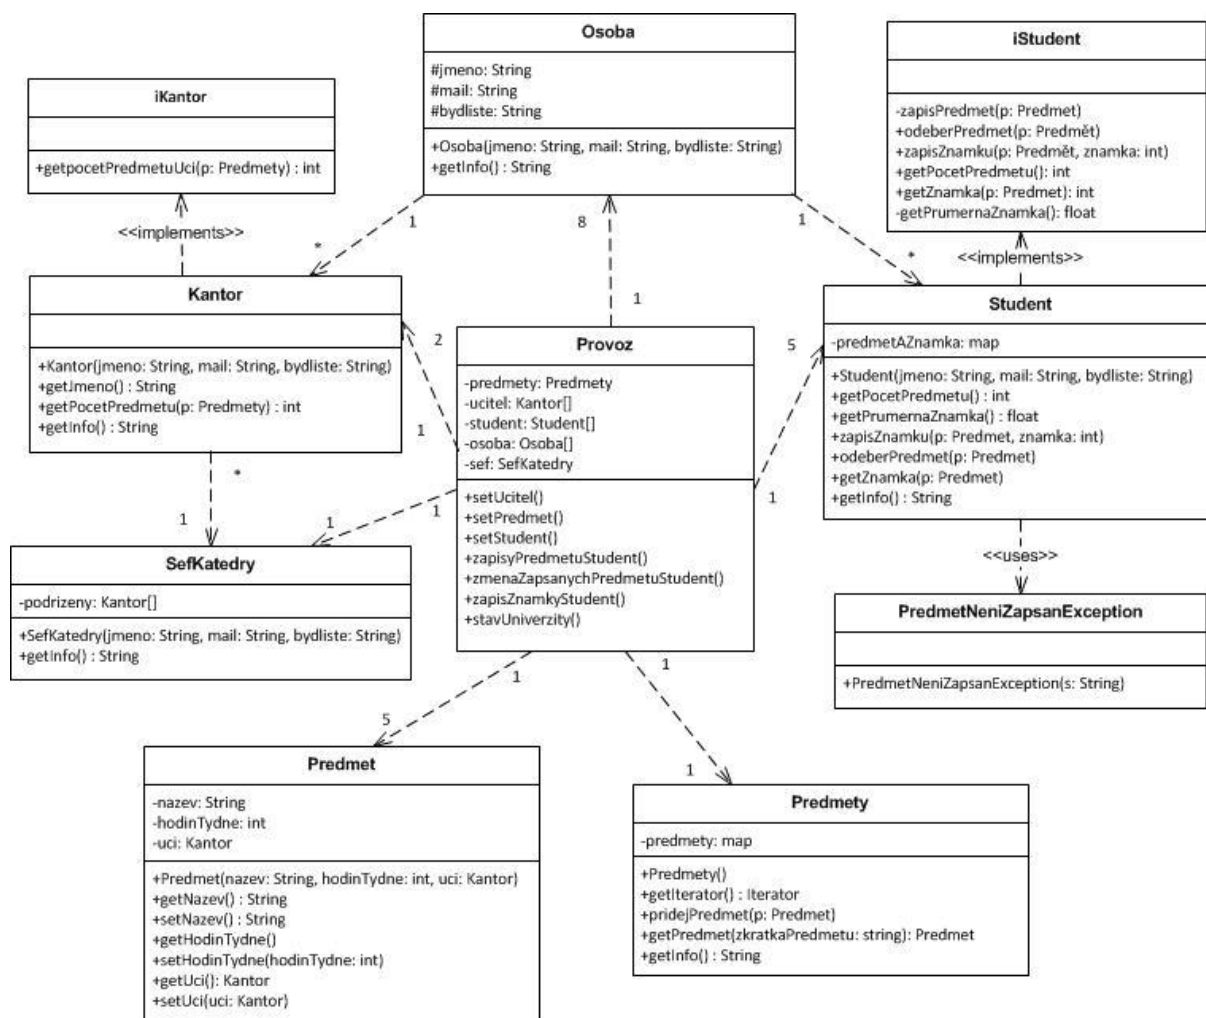 Osoba
#jmeno: String
#mail: String
#bydliste: String
+Osoba(jmeno: String, mail: String, bydliste: String)
+getInfo() : String
iStudent
-zapisPredmet(p: Predmet)
+odeberPredmet(p: Predmět)
+zapisZnamku(p: Predmět, znamka: int)
+getPocetPredmetu(): int
+getZnamka(p: Predmet): int
-getPrumernaZnamka(): float
iKantor
+getpocetPredmetuUci(p: Predmety) : int
<<implements>>
1
*
8
1
1
*
<<implements>>
Kantor
+Kantor(jmeno: String, mail: String, bydliste: String)
+getJmeno() : String
+getPocetPredmetu(p: Predmety) : int
+getInfo() : String
2
1
Provoz
-predmety: Predmety
-ucitel: Kantor[]
-student: Student[]
-osoba: Osoba[]
-sef: SefKatedry
+setUcitel()
+setPredmet()
+setStudent()
+zapisyPredmetuStudent()
+zmenaZapsanychPredmetuStudent()
+zapisZnamkyStudent()
+stavUniverzity()
5
1
Student
-predmetAZnamka: map
+Student(jmeno: String, mail: String, bydliste: String)
+getPocetPredmetu() : int
+getPrumernaZnamka() : float
+zapisZnamku(p: Predmet, znamka: int)
+odeberPredmet(p: Predmet)
+getZnamka(p: Predmet)
+getInfo() : String
*
1
1
1
<<uses>>
SefKatedry
-podrizeny: Kantor[]
+SefKatedry(jmeno: String, mail: String, bydliste: String)
+getInfo() : String
PredmetNeniZapsanException
+PredmetNeniZapsanException(s: String)
1
5
1
1
Predmet
-nazev: String
-hodinTydne: int
-uci: Kantor
+Predmet(nazev: String, hodinTydne: int, uci: Kantor)
+getNazev() : String
+setNazev() : String
+getHodinTydne()
+setHodinTydne(hodinTydne: int)
+getUci(): Kantor
+setUci(uci: Kantor)
Predmety
-predmety: map
+Predmety()
+getIterator() : Iterator
+pridejPredmet(p: Predmet)
+getPredmet(zkratkaPredmetu: string): Predmet
+getInfo() : String